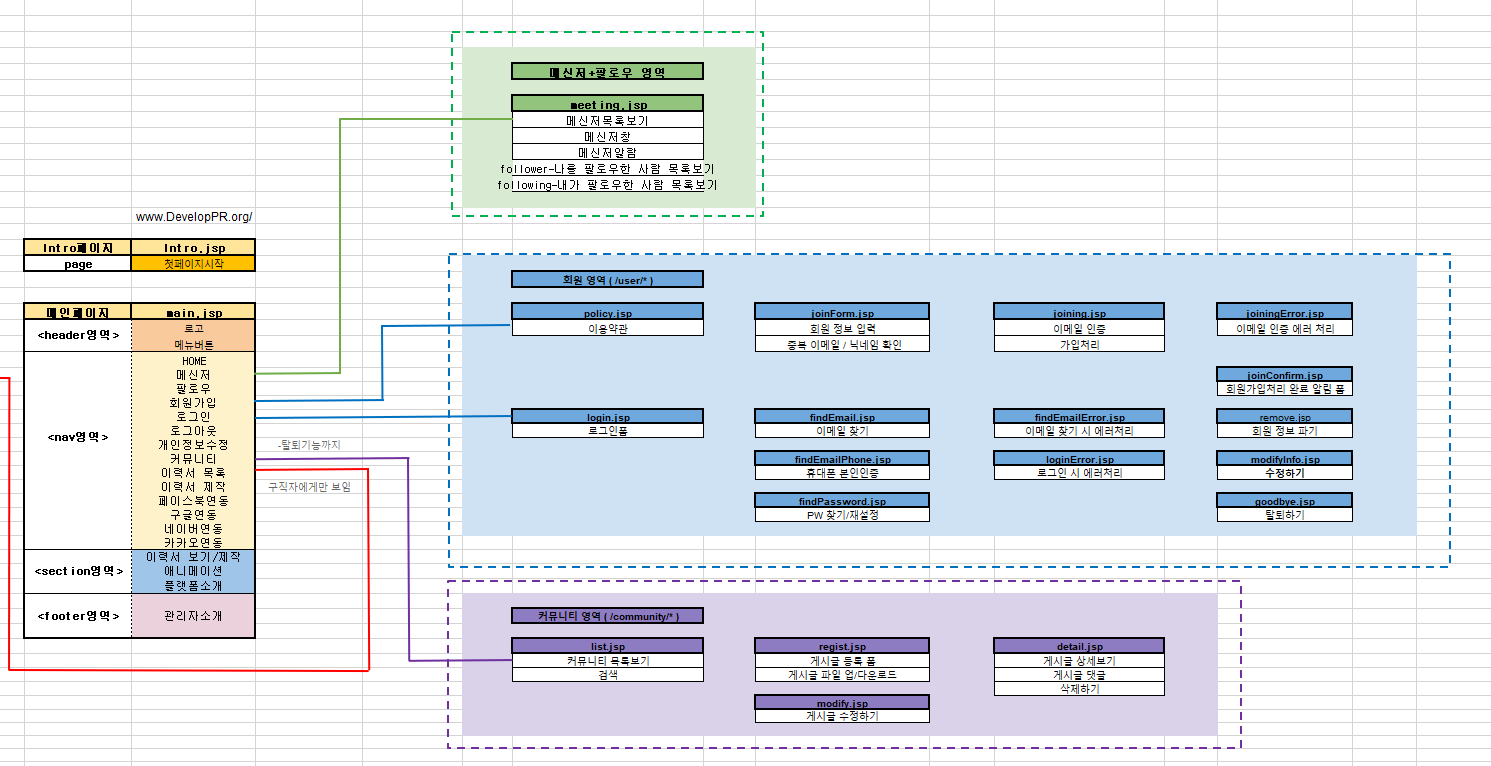 메신저+팔로우 영역
meeting.jsp
메신저목록보기
메신저창
메신저알람
follower-나를 팔로우한 사람 목록보기
following-내가 팔로우한 사람 목록보기
www.DevelopPR.org/
Intro페이지 Intro.jsp
page 첫페이지시작
메인페이지 main.jsp
<header영역>
로고
메뉴버튼
<nav영역>
HOME
메신저
팔로우
회원가입
로그인
로그아웃
개인정보수정
커뮤니티
이력서 목록
이력서 제작
페이스북연동
구글연동
네이버연동
카카오연동
-탈퇴기능까지
구직자에게만 보임
<section영역>
이력서 보기/제작
애니메이션
플랫폼소개
<footer영역>
관리자소개
회원 영역 ( /user/* )
policy.jsp
이용약관
joinForm.jsp
회원 정보 입력
중복 이메일 / 닉네임 확인
joining.jsp
이메일 인증
가입처리
joiningError.jsp
이메일 인증 에러 처리
joinConfirm.jsp
회원가입처리 완료 알림 폼
login.jsp
로그인폼
findEmail.jsp
이메일 찾기
findEmailError.jsp
이메일 찾기 시 에러처리
remove.jsp
회원 정보 파기
findEmailPhone.jsp
휴대폰 본인인증
loginError.jsp
로그인 시 에러처리
modifyInfo.jsp
수정하기
findPassword.jsp
PW 찾기/재설정
goodbye.jsp
탈퇴하기
커뮤니티 영역 ( /community/* )
list.jsp
커뮤니티 목록보기
검색
regist.jsp
게시글 등록 폼
게시글 파일 업/다운로드
detail.jsp
게시글 상세보기
게시글 댓글
삭제하기
modify.jsp
게시글 수정하기